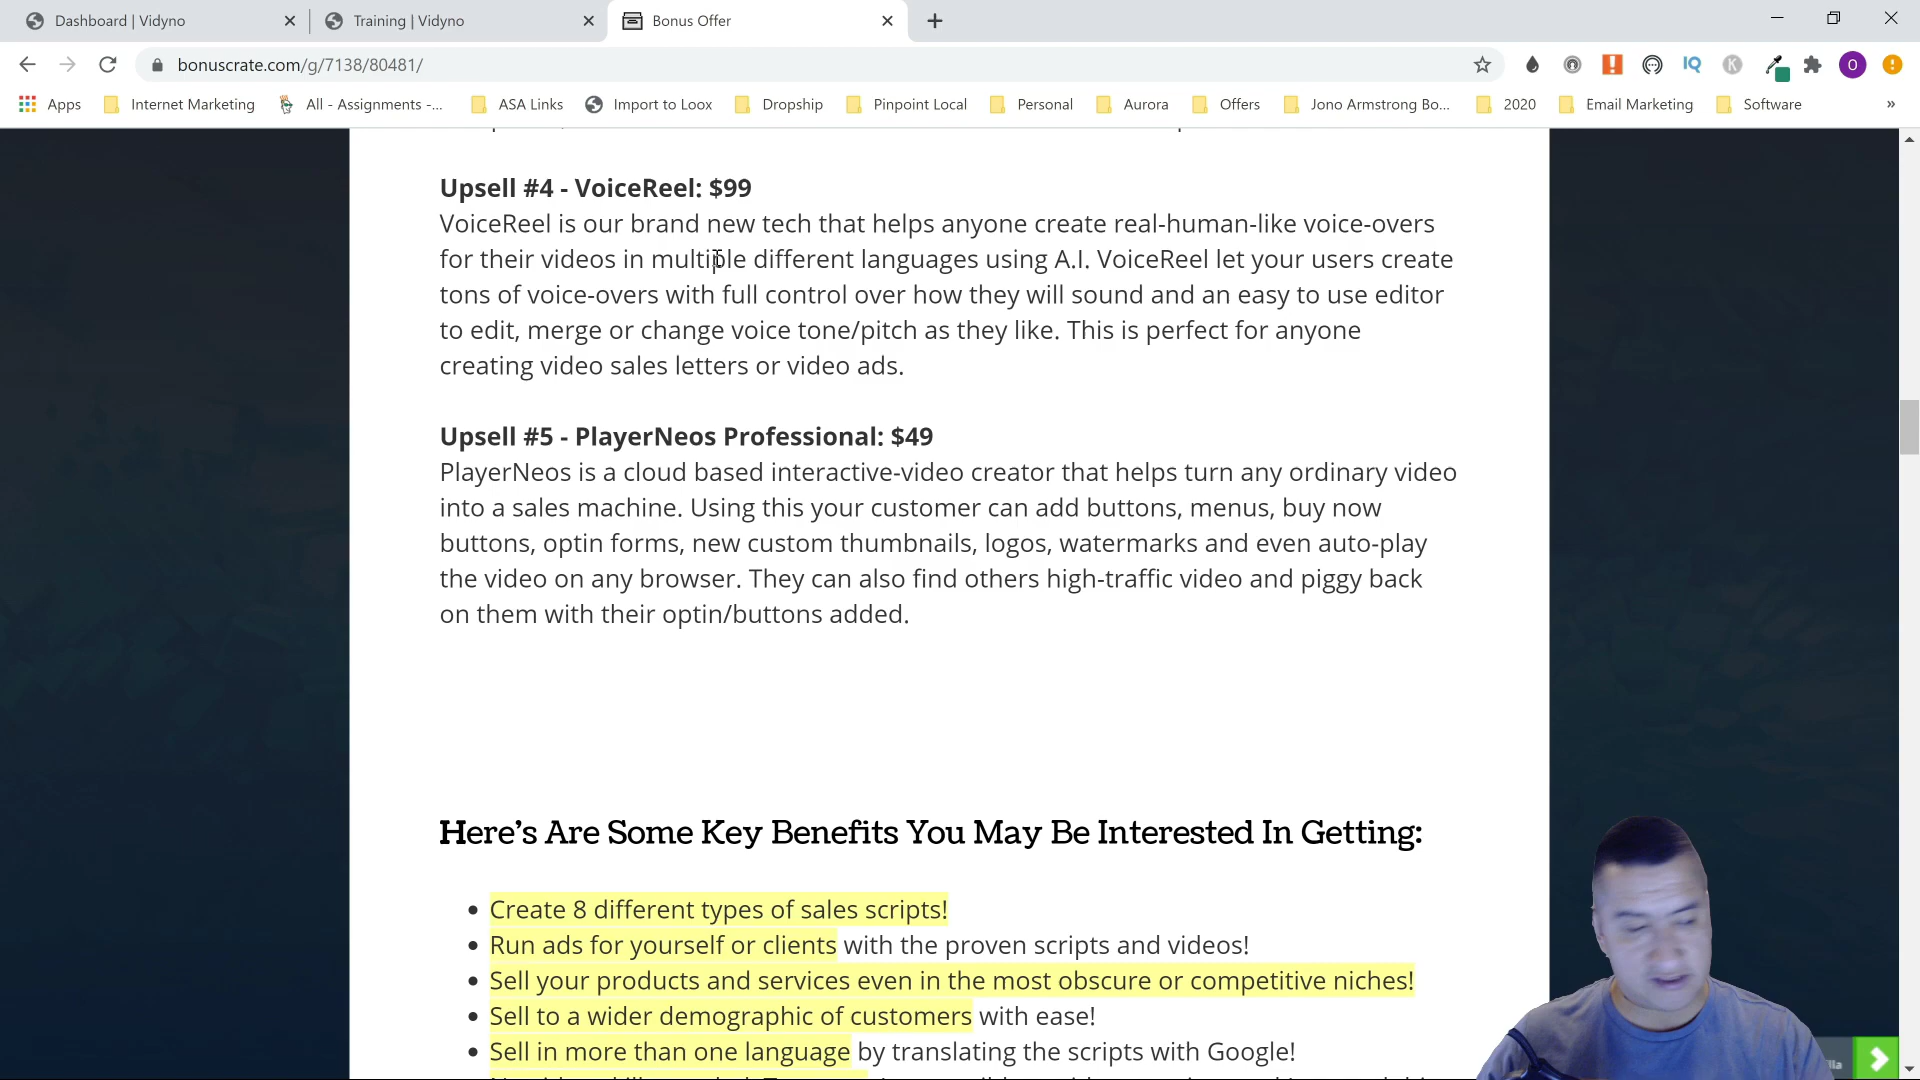 Dashboard | Vidyno
Training | Vidyno
Bonus Offer
bonuscrate.com/g/7138/80481/
O
Apps
Internet Marketing
All - Assignments -...
ASA Links
Import to Loox
Dropship
Pinpoint Local
Personal
Aurora
Offers
Jono Armstrong Bo...
2020
Email Marketing
Software
»
Upsell #4 - VoiceReel: $99
VoiceReel is our brand new tech that helps anyone create real-human-like voice-overs
for their videos in multiple different languages using A.I. VoiceReel let your users create
tons of voice-overs with full control over how they will sound and an easy to use editor
to edit, merge or change voice tone/pitch as they like. This is perfect for anyone
creating video sales letters or video ads.
Upsell #5 - PlayerNeos Professional: $49
PlayerNeos is a cloud based interactive-video creator that helps turn any ordinary video
into a sales machine. Using this your customer can add buttons, menus, buy now
buttons, optin forms, new custom thumbnails, logos, watermarks and even auto-play
the video on any browser. They can also find others high-traffic video and piggy back
on them with their optin/buttons added.
Here's Are Some Key Benefits You May Be Interested In Getting:
• Create 8 different types of sales scripts!
• Run ads for yourself or clients with the proven scripts and videos!
• Sell your products and services even in the most obscure or competitive niches!
• Sell to a wider demographic of customers with ease!
• Sell in more than one language by translating the scripts with Google!